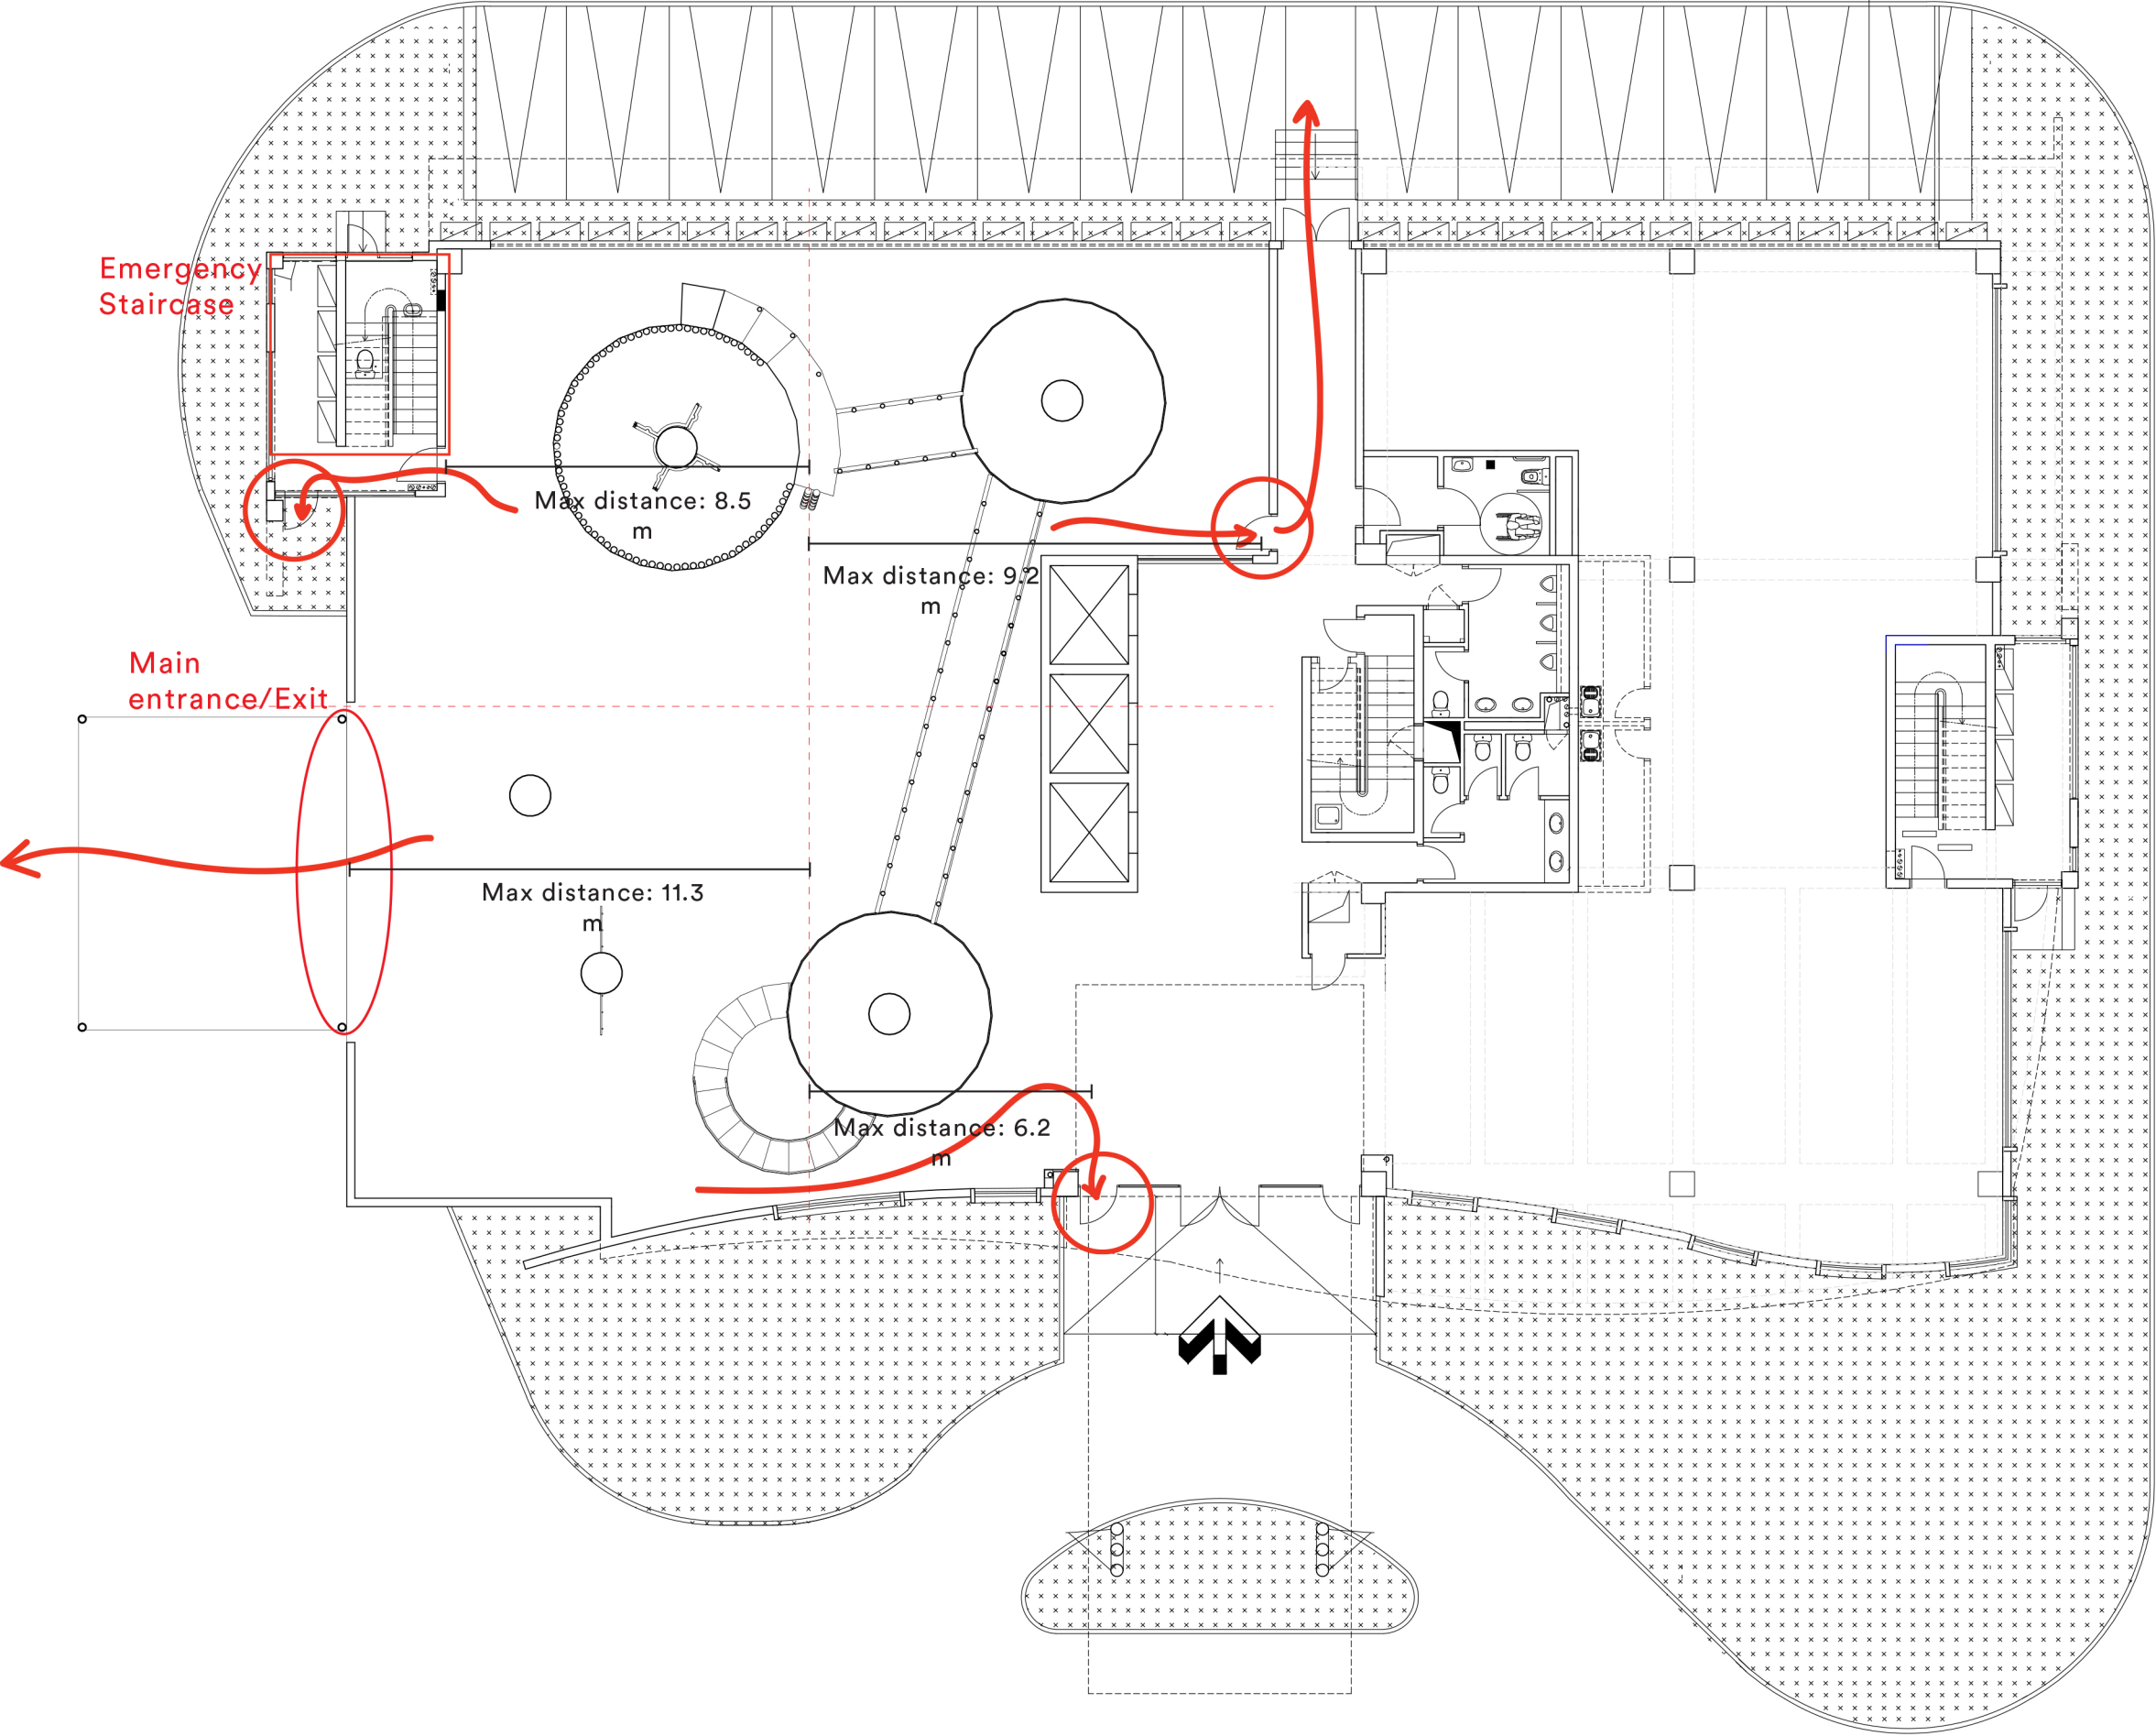 Emergency
Staircase
Max distance: 8.5
m
Max distance: 9.2
m
Main
entrance/Exit
Max distance: 11.3
m
Max distance: 6.2
m